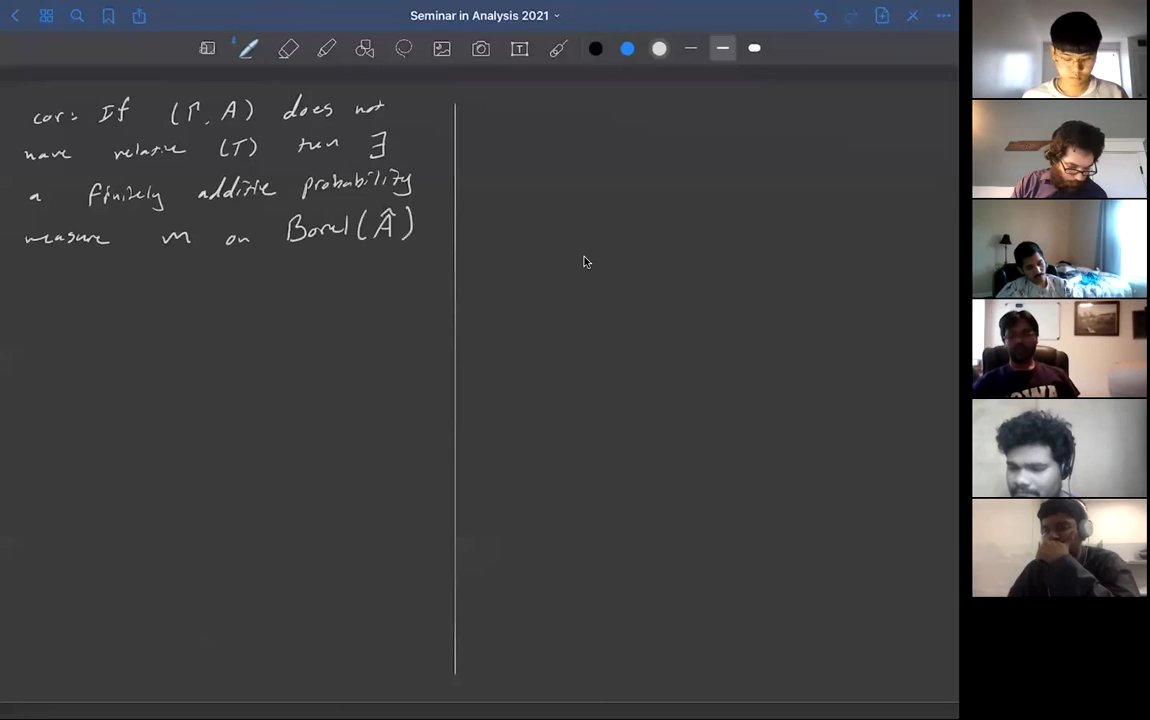 Seminar in Analysis 2021
cor: If (Γ, A) does not
have relative (T) then ∃
a finitely additive probability
measure m on Borel(Â)